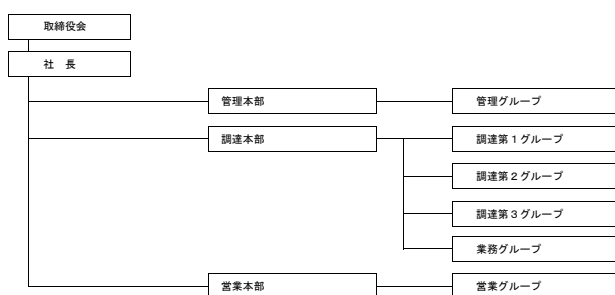 取締役会
社　長
管理本部
管理グループ
調達本部
調達第１グループ
調達第２グループ
調達第３グループ
業務グループ
営業本部
営業グループ